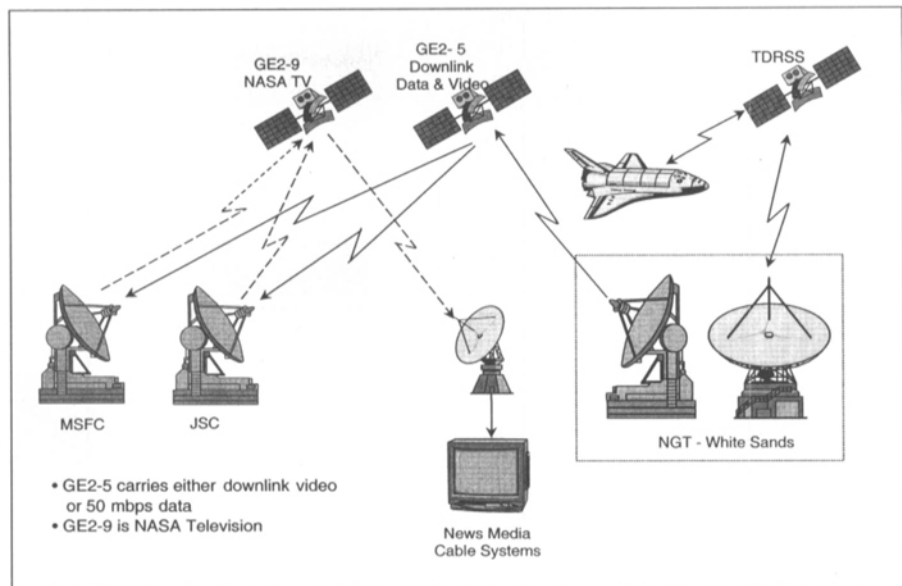 GE2-9
NASA TV
GE2- 5
Downlink
Data & Video
TDRSS
MSFC
JSC
NGT - White Sands
• GE2-5 carries either downlink video
or 50 mbps data
• GE2-9 is NASA Television
News Media
Cable Systems